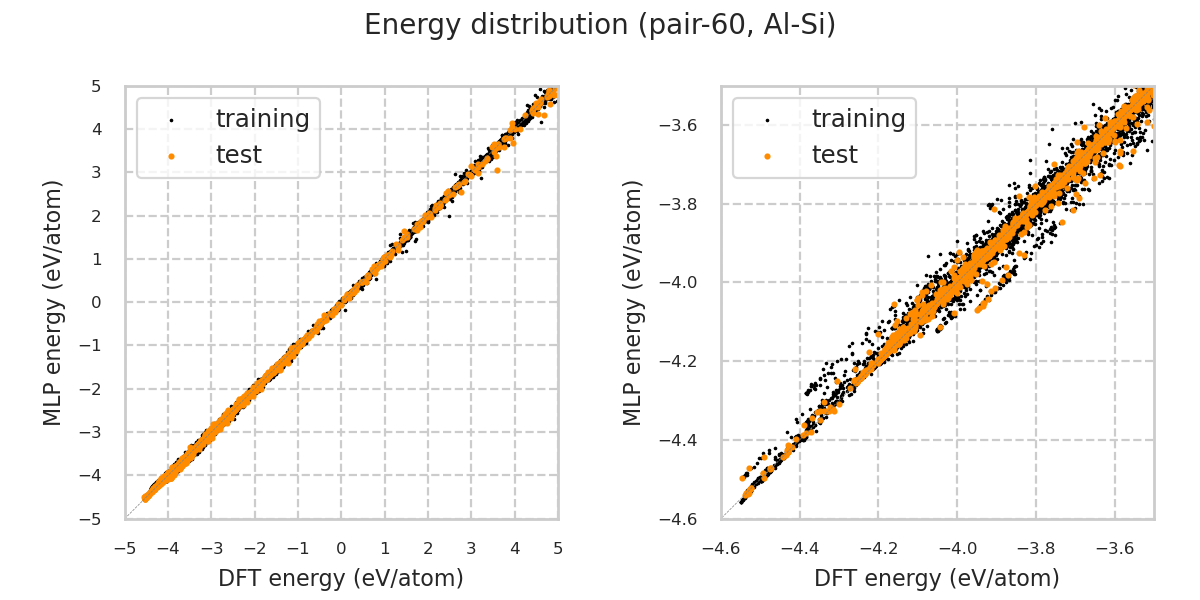 Energy distribution (pair-60, Al-Si)
training
test
5
4
3
2
1
0
−1
−2
−3
−4
−5
−5 −4 −3 −2 −1 0 1 2 3 4 5
MLP energy (eV/atom)
DFT energy (eV/atom)
training
test
−3.6
−3.8
−4.0
−4.2
−4.4
−4.6
−4.6 −4.4 −4.2 −4.0 −3.8 −3.6
MLP energy (eV/atom)
DFT energy (eV/atom)